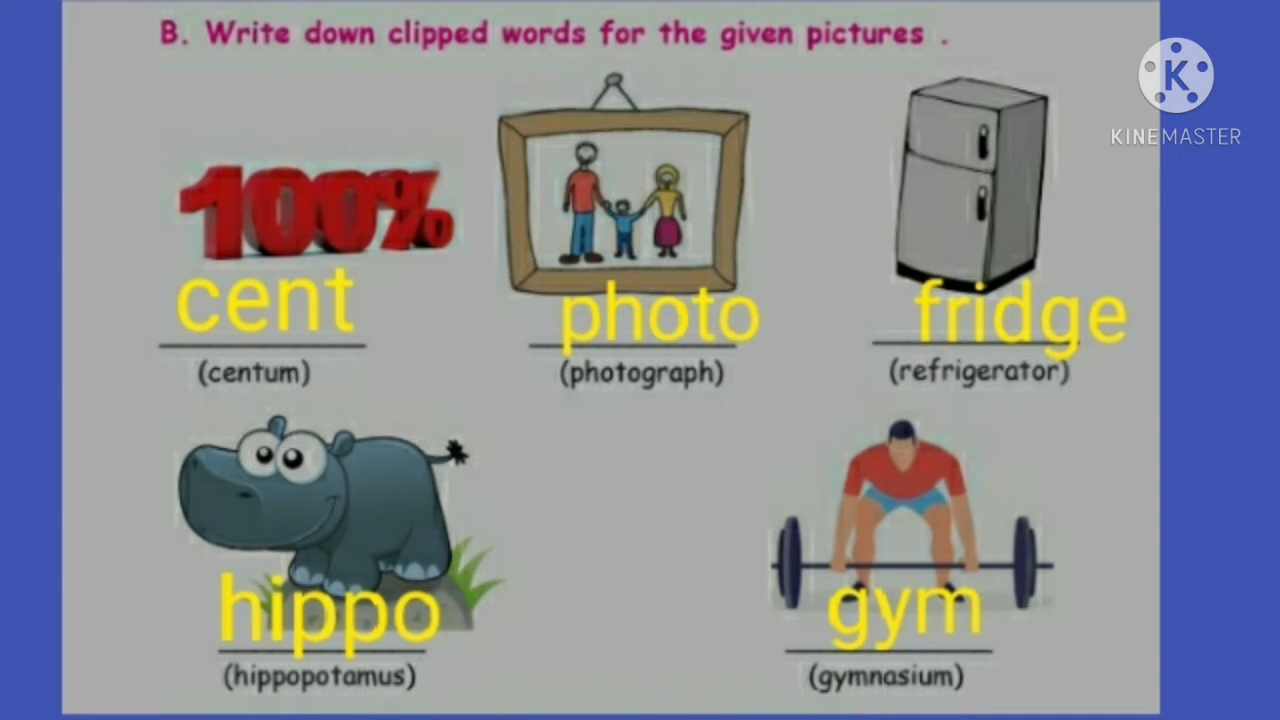 B. Write down clipped words for the given pictures .
KINEMASTER
100%
cent photo fridge
(centum) (photograph) (refrigerator)
hippo gym
(hippopotamus) (gymnasium)